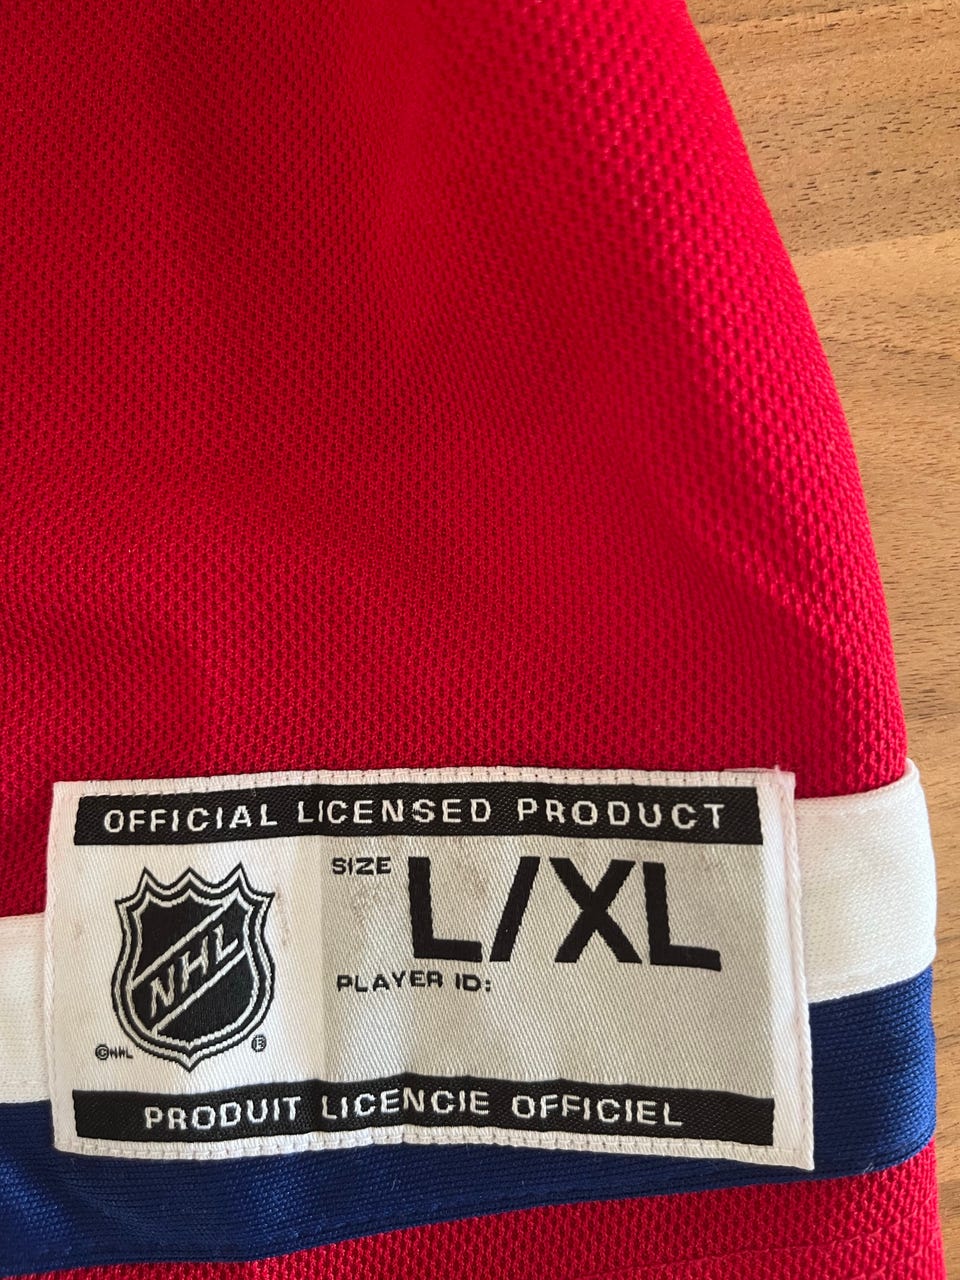 OFFICIAL LICENSED PRODUCT
SIZE L/XL
NHL
PLAYER ID:
©NHL ®
PRODUIT LICENCIE OFFICIEL